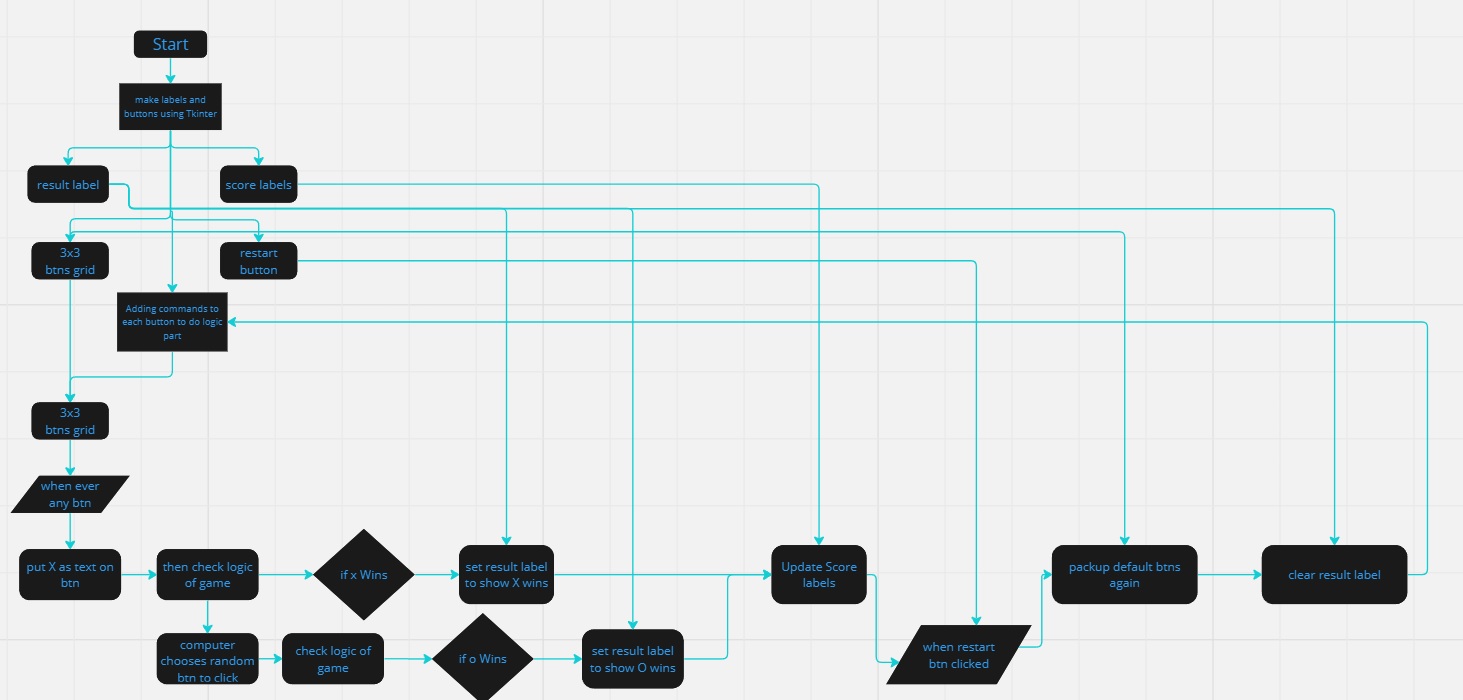 Start
make labels and
buttons using Tkinter
result label
score labels
3x3
btns grid
restart
button
Adding commands to
each button to do logic
part
3x3
btns grid
when ever
any btn
put X as text on
btn
then check logic
of game
if x Wins
set result label
to show X wins
Update Score
labels
packup default btns
again
clear result label
computer
chooses random
btn to click
check logic of
game
if o Wins
set result label
to show O wins
when restart
btn clicked